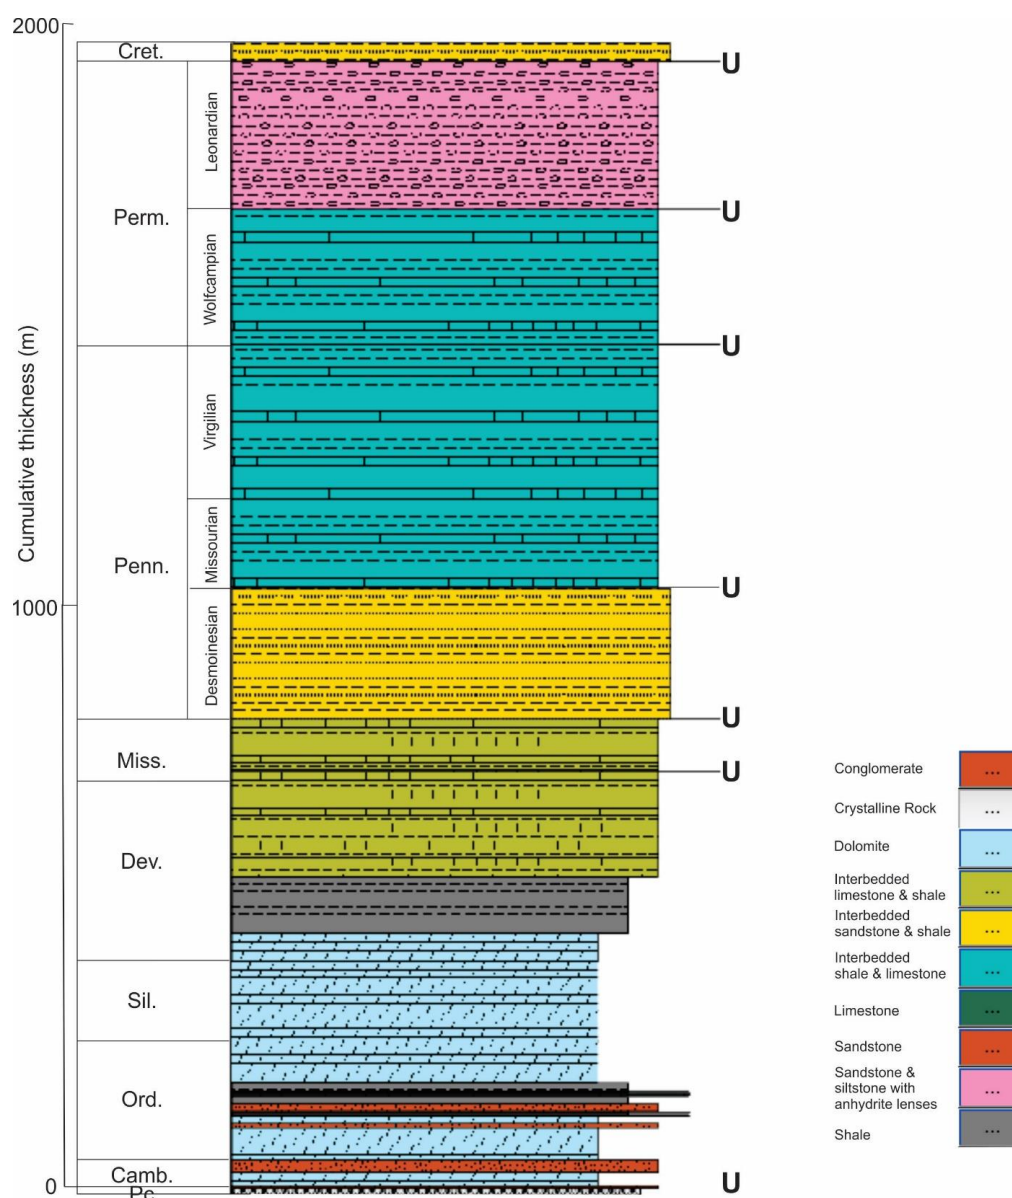 2000
Cret.
U
Leonardian
Perm.
U
Wolfcampian
U
Cumulative thickness (m)
Virgilian
Missourian
Penn.
U
1000
Desmoinesian
U
Miss.
U
Dev.
Sil.
Ord.
Camb.
0
U
Pc.
Conglomerate
...
Crystalline Rock
...
Dolomite
...
Interbedded
limestone & shale
...
Interbedded
sandstone & shale
...
Interbedded
shale & limestone
...
Limestone
...
Sandstone
...
Sandstone &
siltstone with
anhydrite lenses
...
Shale
...